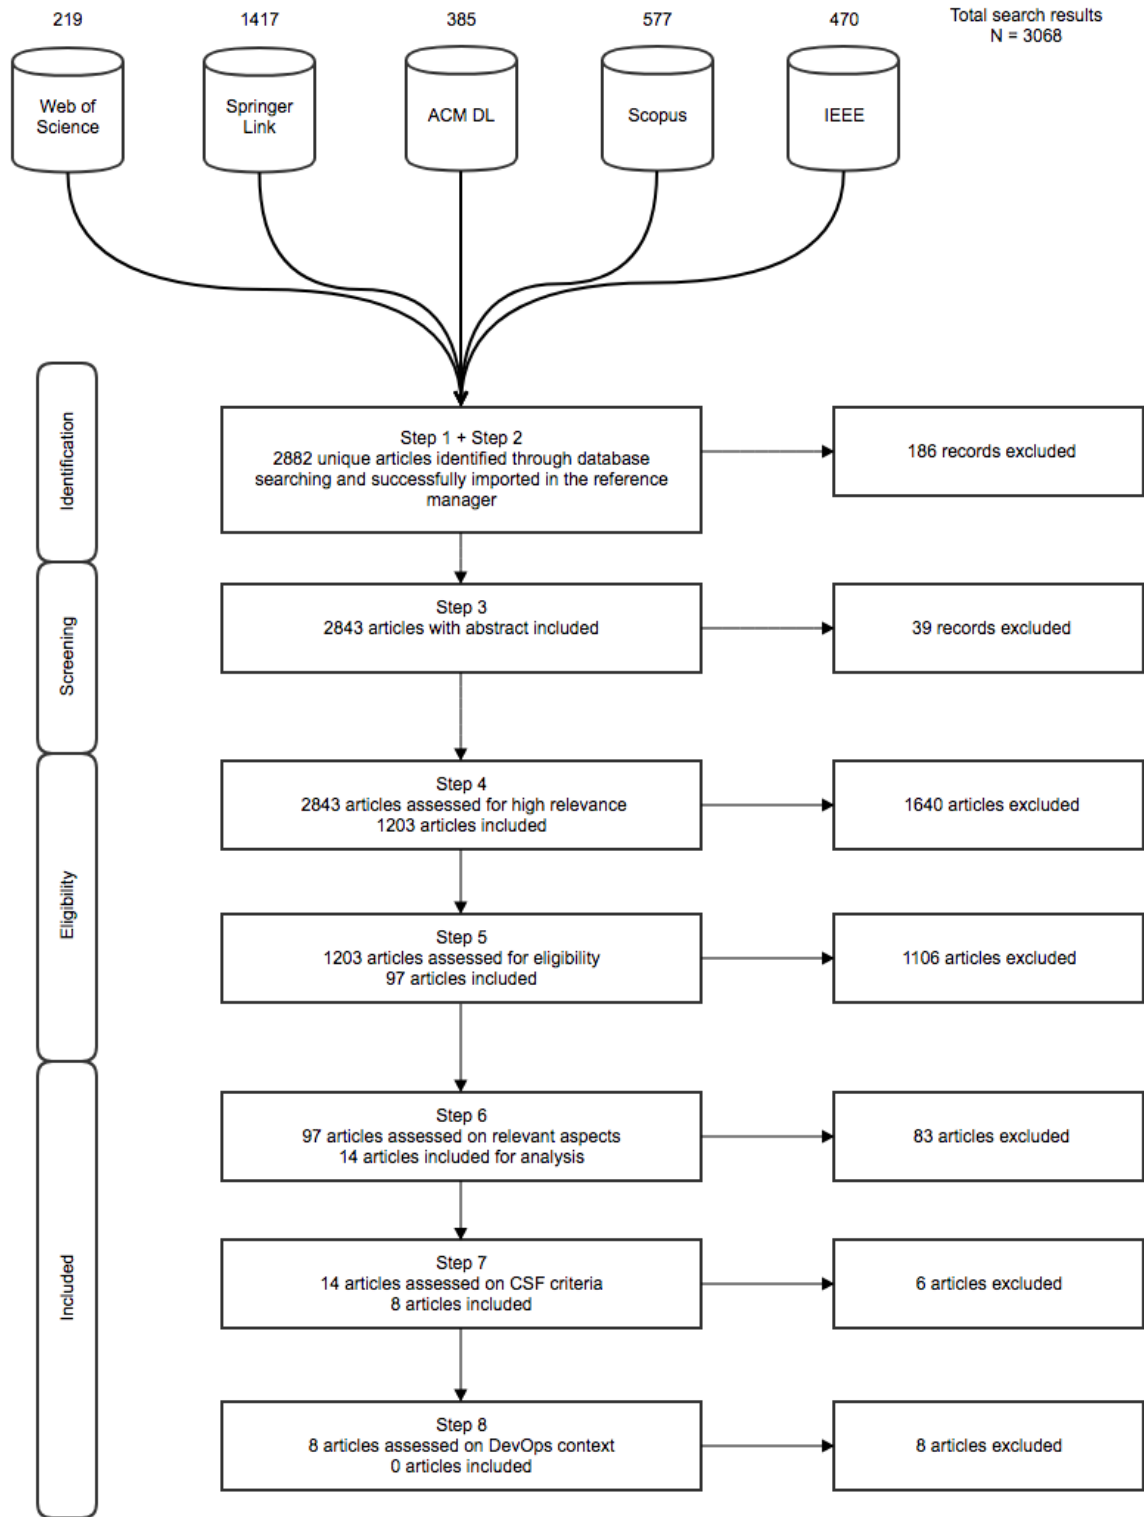 219
1417
385
577
470
Total search results
N = 3068
Web of
Science
Springer
Link
ACM DL
Scopus
IEEE
Identification
Step 1 + Step 2
2882 unique articles identified through database
searching and successfully imported in the reference
manager
186 records excluded
Screening
Step 3
2843 articles with abstract included
39 records excluded
Eligibility
Step 4
2843 articles assessed for high relevance
1203 articles included
1640 articles excluded
Step 5
1203 articles assessed for eligibility
97 articles included
1106 articles excluded
Included
Step 6
97 articles assessed on relevant aspects
14 articles included for analysis
83 articles excluded
Step 7
14 articles assessed on CSF criteria
8 articles included
6 articles excluded
Step 8
8 articles assessed on DevOps context
0 articles included
8 articles excluded